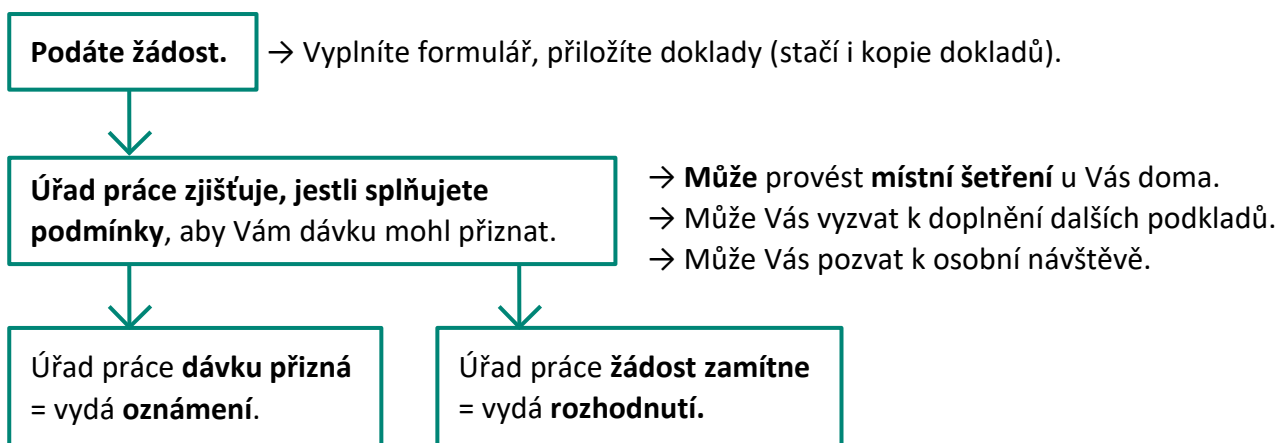 Podáte žádost.
→ Vyplníte formulář, přiložíte doklady (stačí i kopie dokladů).
Úřad práce zjišťuje, jestli splňujete
podmínky, aby Vám dávku mohl přiznat.
→ Může provést místní šetření u Vás doma.
→ Může Vás vyzvat k doplnění dalších podkladů.
→ Může Vás pozvat k osobní návštěvě.
Úřad práce dávku přizná
= vydá oznámení.
Úřad práce žádost zamítne
= vydá rozhodnutí.